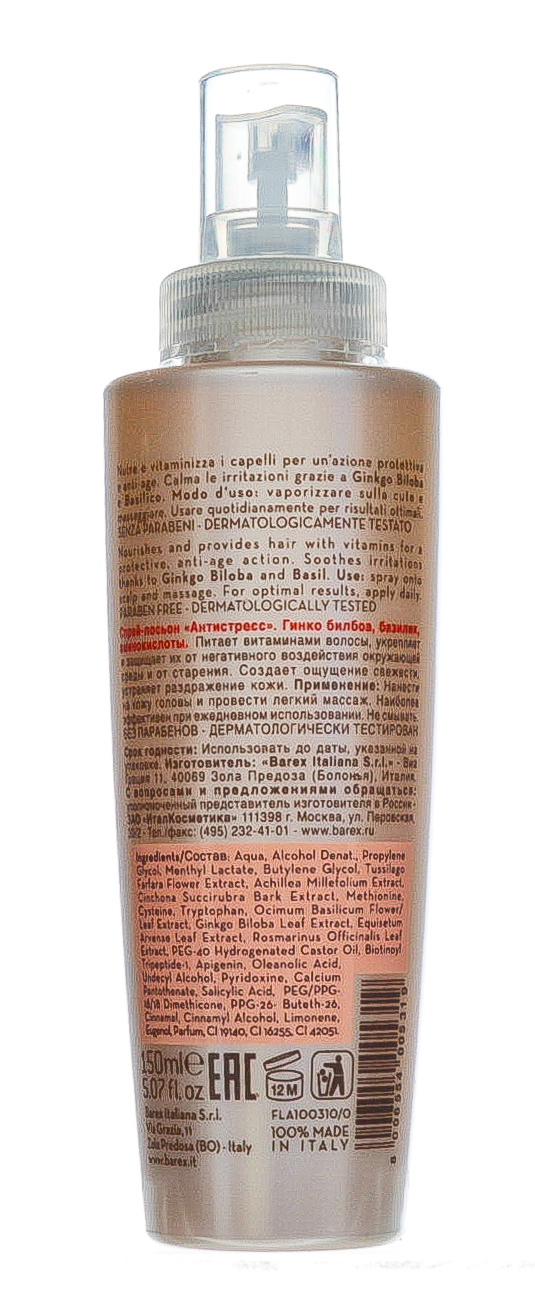 Nutre e vitaminizza i capelli per un'azione protettiva
e anti-age. Calma le irritazioni grazie a Ginkgo Biloba
e Basilico. Modo d'uso: vaporizzare sulla cute e
massaggiare. Usare quotidianamente per risultati ottimali.
SENZA PARABENI - DERMATOLOGICAMENTE TESTATO
Nourishes and provides hair with vitamins for a
protective, anti-age action. Soothes irritations
thanks to Ginkgo Biloba and Basil. Use: spray onto
scalp and massage. For optimal results, apply daily.
PARABEN FREE - DERMATOLOGICALLY TESTED
Спрей-лосьон «Антистресс». Гинко билбоа, базилик,
аминокислоты. Питает витаминами волосы, укрепляет
и защищает их от негативного воздействия окружающей
среды и от старения. Создает ощущение свежести,
устраняет раздражение кожи. Применение: Нанести
на кожу головы и провести легкий массаж. Наиболее
эффективен при ежедневном использовании. Не смывать.
БЕЗ ПАРАБЕНОВ - ДЕРМАТОЛОГИЧЕСКИ ТЕСТИРОВАН
Срок годности: Использовать до даты, указанной на
упаковке. Изготовитель: «Barex Italiana S.r.l.» - Виа
Грация 11, 40069 Зола Предоза (Болонья), Италия.
С вопросами и предложениями обращаться:
уполномоченный представитель изготовителя в России -
ЗАО «ИталКосметика» 111398 г. Москва, ул. Перовская,
Тел./факс: (495) 232-41-01 - www.barex.ru
Ingredients/Состав: Aqua, Alcohol Denat., Propylene
Glycol, Menthyl Lactate, Butylene Glycol, Tussilago
Farfara Flower Extract, Achillea Millefolium Extract,
Cinchona Succirubra Bark Extract, Methionine,
Cysteine, Tryptophan, Ocimum Basilicum Flower/
Leaf Extract, Ginkgo Biloba Leaf Extract, Equisetum
Arvense Leaf Extract, Rosmarinus Officinalis Leaf
Extract, PEG-40 Hydrogenated Castor Oil, Biotinoyl
Tripeptide-1, Apigenin, Oleanolic Acid,
Undecyl Alcohol, Pyridoxine, Calcium
Pantothenate, Salicylic Acid, PEG/PPG-
18/18 Dimethicone, PPG-26- Buteth-26,
Cinnamal, Cinnamyl Alcohol, Limonene,
Eugenol, Parfum, CI 19140, CI 16255, CI 42051.
150ml e EAC 12M
5.07 fl. oz
Barex Italiana S.r.l. FLA100310/0
Via Grazia, 11 100% MADE
Zola Predosa (BO) - Italy IN ITALY
www.barex.it
8 006554 005319